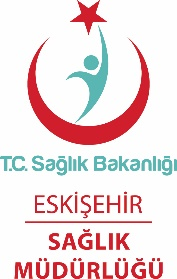 T.C. Sağlık Bakanlığı
ESKİŞEHİR
SAĞLIK
MÜDÜRLÜĞÜ